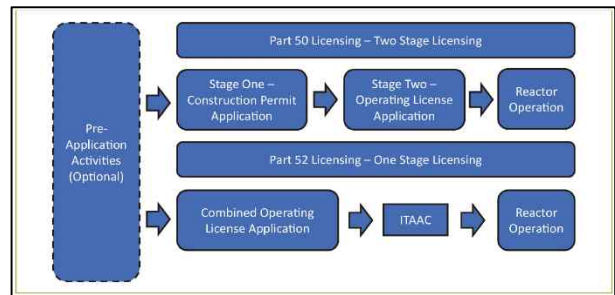 Part 50 Licensing – Two Stage Licensing
Pre-
Application
Activities
(Optional)
Stage One –
Construction Permit
Application
Stage Two –
Operating License
Application
Reactor
Operation
Part 52 Licensing – One Stage Licensing
Combined Operating
License Application
ITAAC
Reactor
Operation